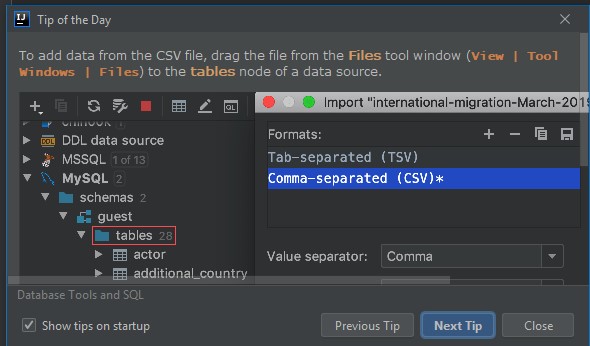 IJ Tip of the Day
To add data from the CSV file, drag the file from the Files tool window (View | Tool
Windows | Files) to the tables node of a data source.
QL
Import "international-migration-March-2019
chinook 1
DDL DDL data source
MSSQL 1 of 13
MySQL 2
schemas 2
guest
tables 28
actor
additional_country
Formats:
Tab-separated (TSV)
Comma-separated (CSV)*
Value separator: Comma
Database Tools and SQL
Show tips on startup
Previous Tip
Next Tip
Close